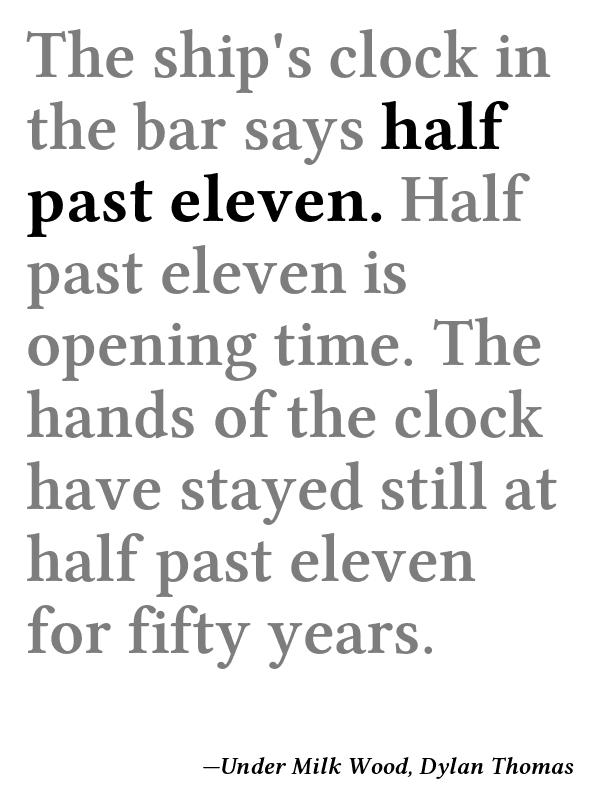 The ship's clock in
the bar says half
past eleven. Half
past eleven is
opening time. The
hands of the clock
have stayed still at
half past eleven
for fifty years.
—Under Milk Wood, Dylan Thomas